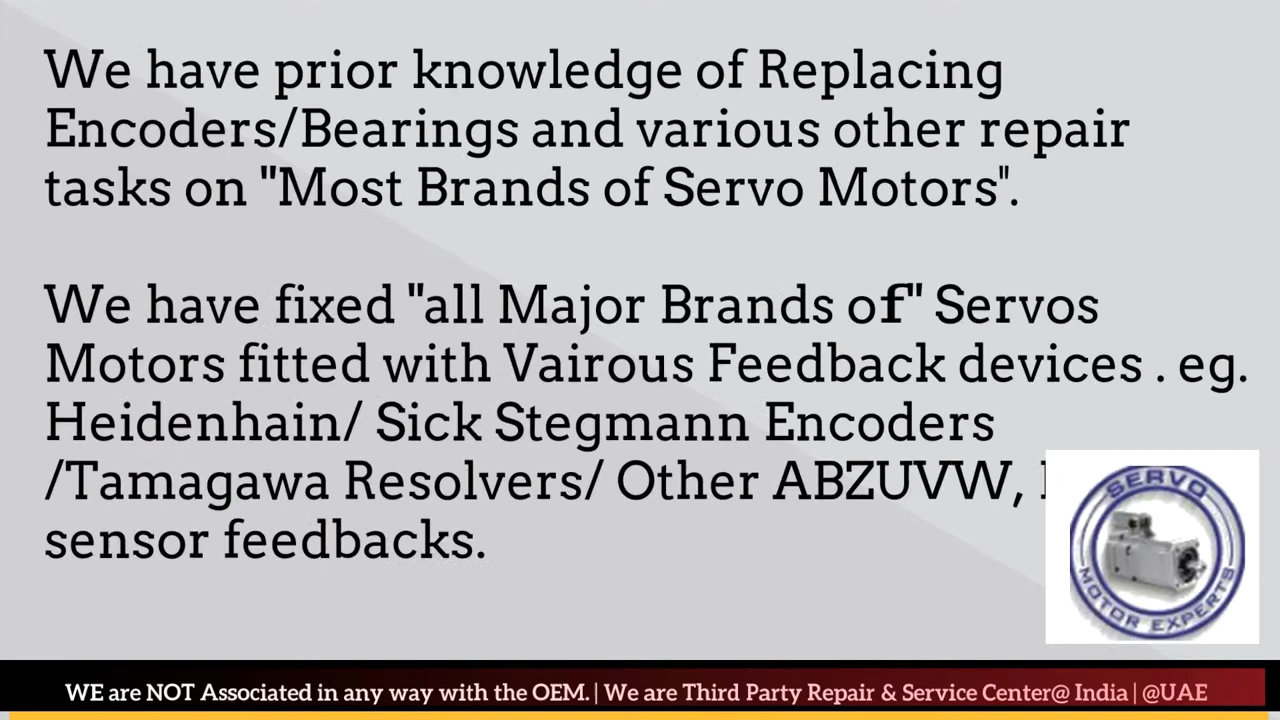 We have prior knowledge of Replacing
Encoders/Bearings and various other repair
tasks on "Most Brands of Servo Motors".
We have fixed "all Major Brands of" Servos
Motors fitted with Vairous Feedback devices . eg.
Heidenhain/ Sick Stegmann Encoders
/Tamagawa Resolvers/ Other ABZUVW,
sensor feedbacks.
SERVO
MOTOR EXPERTS
WE are NOT Associated in any way with the OEM. | We are Third Party Repair & Service Center@ India | @UAE